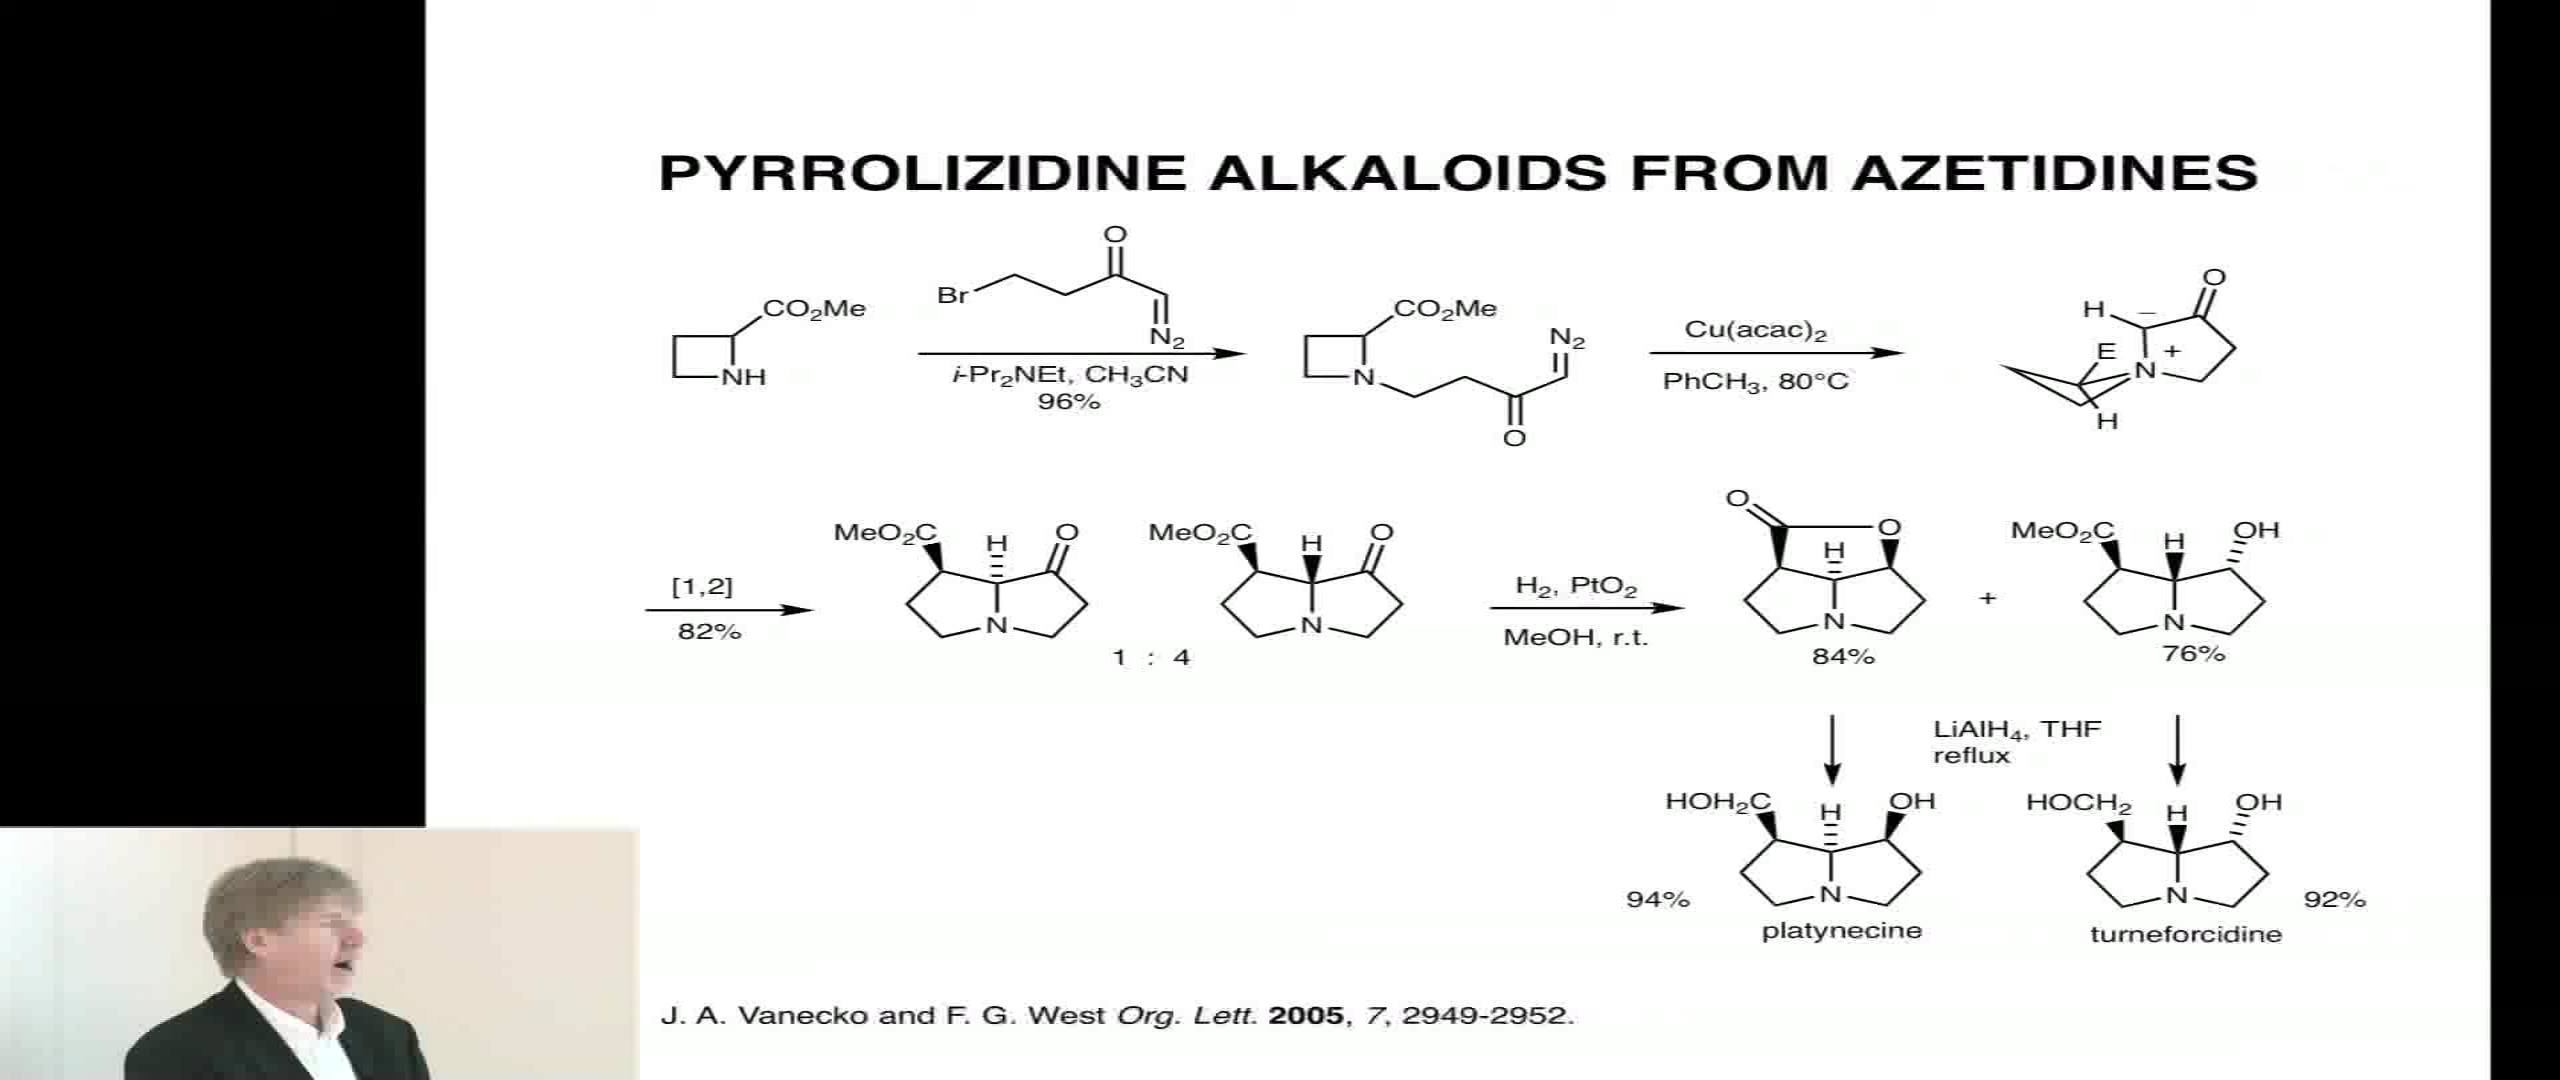 PYRROLIZIDINE ALKALOIDS FROM AZETIDINES
CO₂Me
NH
Br
O
N₂
i-Pr₂NEt, CH₃CN
96%
CO₂Me
N
N₂
O
Cu(acac)₂
PhCH₃, 80°C
O
H
−
E
+
N
H
[1,2]
82%
MeO₂C
H
O
N
1 : 4
MeO₂C
H
O
N
H₂, PtO₂
MeOH, r.t.
O
O
H
N
84%
+
MeO₂C
H
OH
N
76%
LiAlH₄, THF
reflux
HOH₂C
H
OH
N
94%
platynecine
HOCH₂
H
OH
N
92%
turneforcidine
J. A. Vanecko and F. G. West Org. Lett. 2005, 7, 2949-2952.